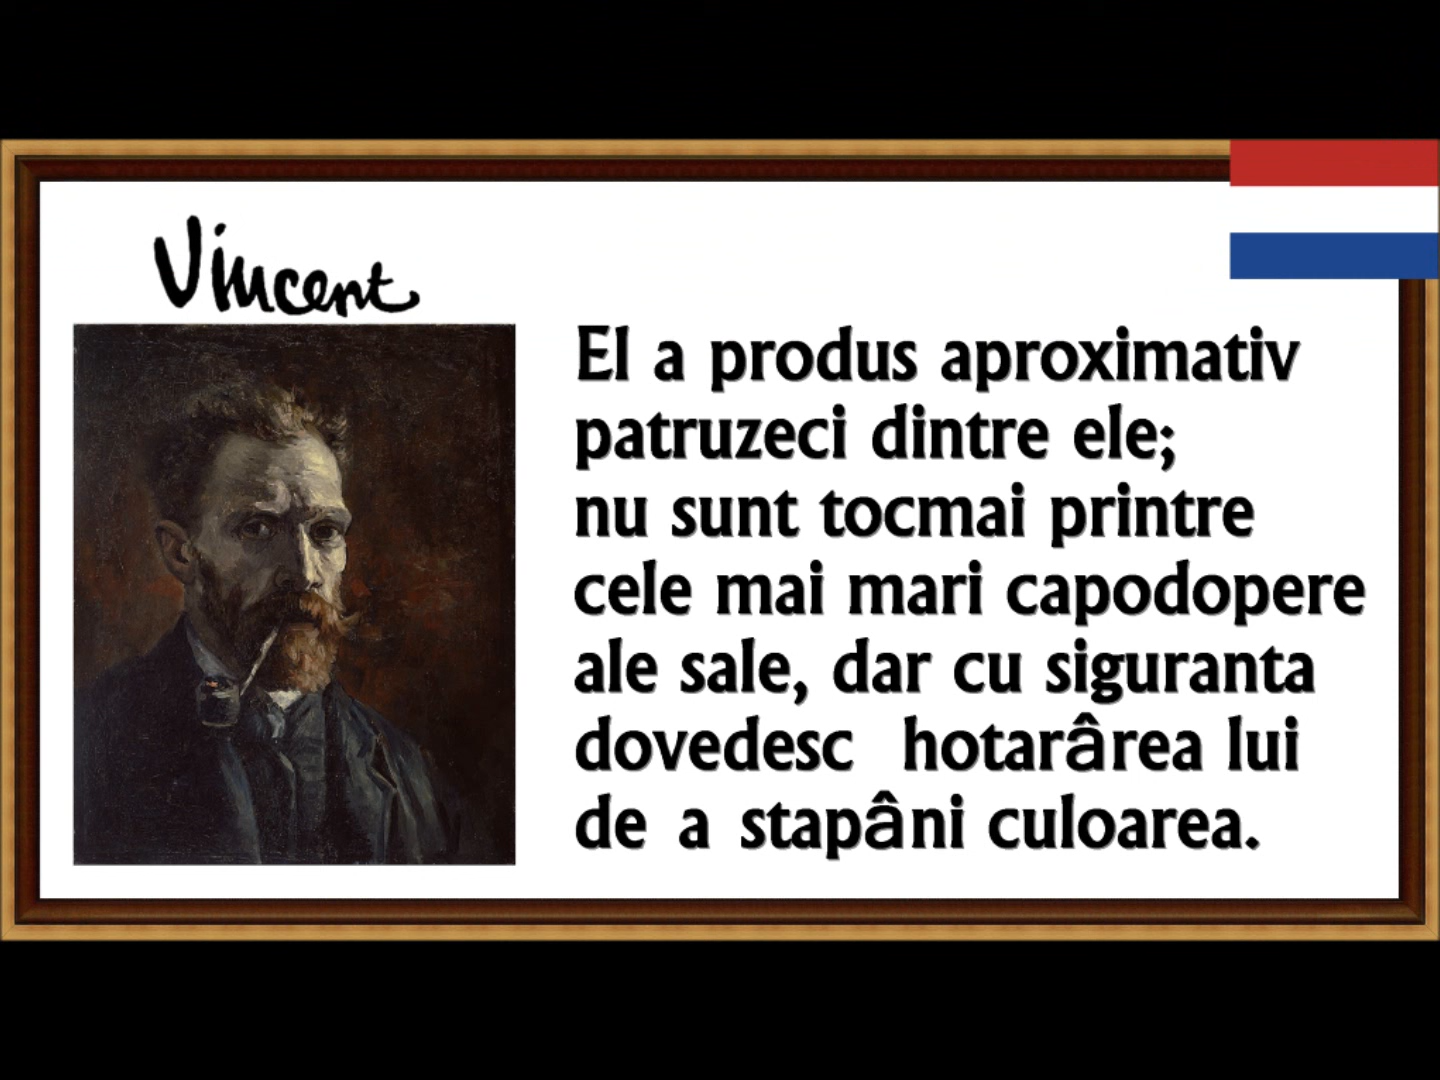 Vincent
El a produs aproximativ
patruzeci dintre ele;
nu sunt tocmai printre
cele mai mari capodopere
ale sale, dar cu siguranta
dovedesc hotarârea lui
de a stapâni culoarea.